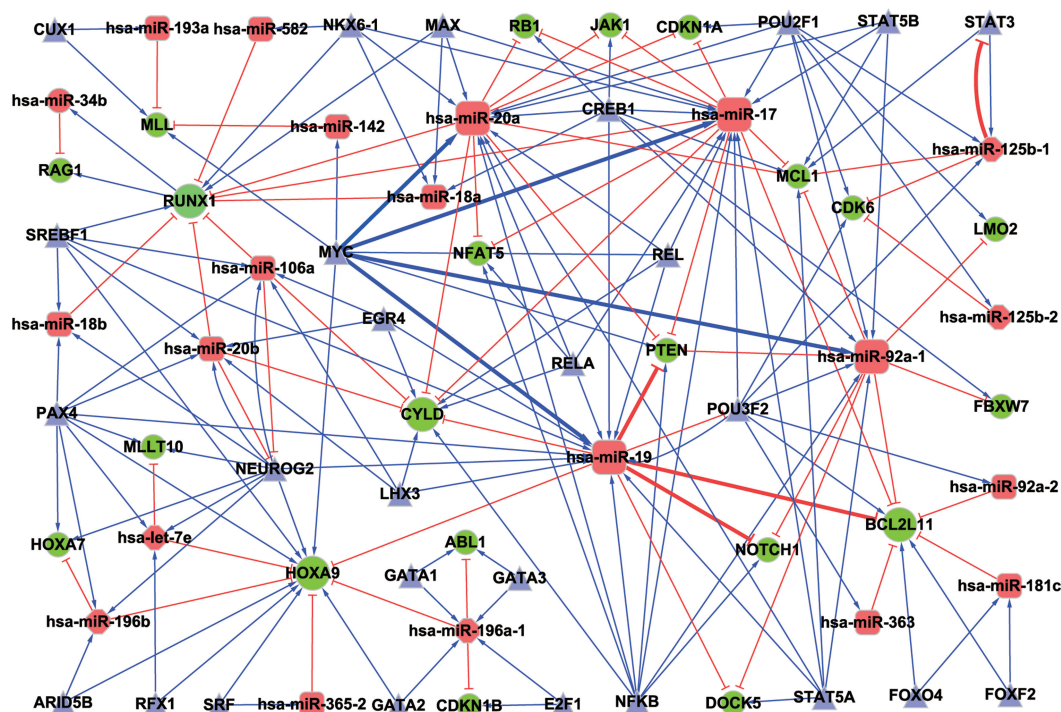 CUX1
hsa-miR-193a
hsa-miR-582
NKX6-1
MAX
RB1
JAK1
CDKN1A
POU2F1
STAT5B
STAT3
hsa-miR-34b
MLL
hsa-miR-142
hsa-miR-20a
CREB1
hsa-miR-17
hsa-miR-125b-1
RAG1
RUNX1
hsa-miR-18a
MCL1
CDK6
LMO2
SREBF1
hsa-miR-106a
MYC
NFAT5
REL
hsa-miR-18b
hsa-miR-20b
EGR4
RELA
PTEN
hsa-miR-92a-1
hsa-miR-125b-2
PAX4
CYLD
POU3F2
FBXW7
MLLT10
NEUROG2
LHX3
hsa-miR-19
hsa-miR-92a-2
HOXA7
hsa-let-7e
HOXA9
ABL1
GATA1
GATA3
NOTCH1
BCL2L11
hsa-miR-181c
hsa-miR-196b
hsa-miR-196a-1
hsa-miR-363
ARID5B
RFX1
SRF
hsa-miR-365-2
GATA2
CDKN1B
E2F1
NFKB
DOCK5
STAT5A
FOXO4
FOXF2